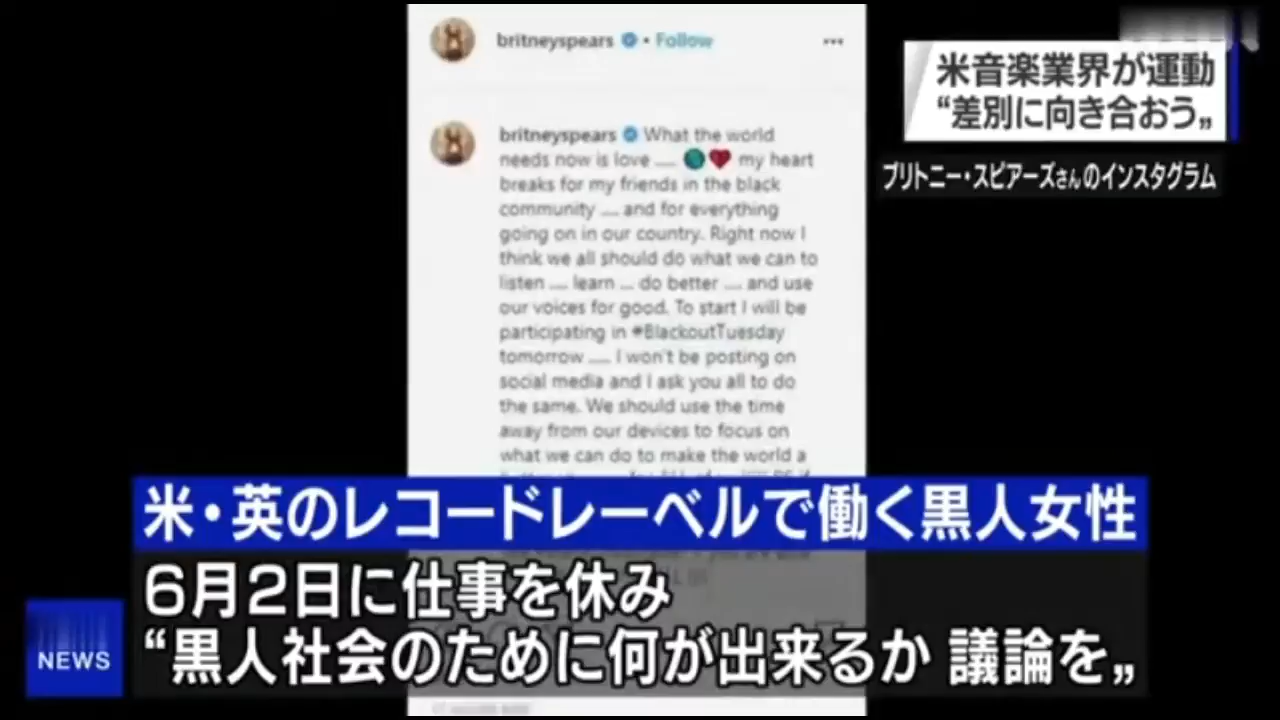 britneyspears • Follow
britneyspears What the world
needs now is love ..... my heart
breaks for my friends in the black
community .... and for everything
going on in our country. Right now I
think we all should do what we can to
listen .... learn ... do better .... and use
our voices for good. To start I will be
participating in #BlackoutTuesday
tomorrow ..... I won't be posting on
social media and I ask you all to do
the same. We should use the time
away from our devices to focus on
what we can do to make the world a
米音楽業界が運動
“差別に向き合おう„
ブリトニー・スピアーズさんのインスタグラム
米・英のレコードレーベルで働く黒人女性
6月2日に仕事を休み
“黒人社会のために何が出来るか 議論を„
NEWS